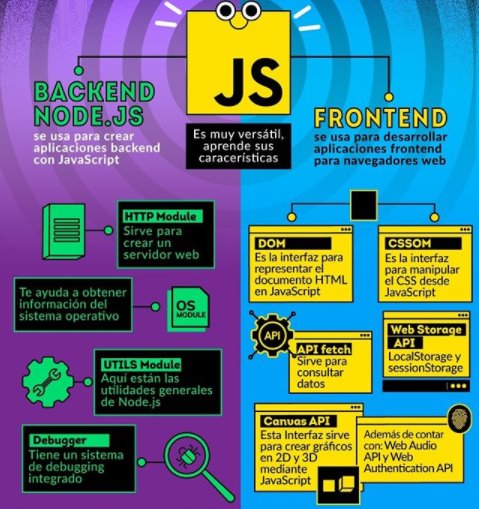 JS
BACKEND
NODE.JS
se usa para crear
aplicaciones backend
con JavaScript
Es muy versátil,
aprende sus
caracerísticas
FRONTEND
se usa para desarrollar
aplicaciones frontend
para navegadores web
HTTP Module
Sirve para
crear un
servidor web
Te ayuda a obtener
información del
sistema operativo
OS
MODULE
UTILS Module
Aquí están las
utilidades generales
de Node.js
Debugger
Tiene un sistema
de debugging
integrado
DOM
Es la interfaz para
representar el
documento HTML
en JavaScript
CSSOM
Es la interfaz
para manipular
el CSS desde
JavaScript
API
API fetch
Sirve para
consultar
datos
Web Storage
API
LocalStorage y
sessionStorage
Canvas API
Esta Interfaz sirve
para crear gráficos
en 2D y 3D
mediante
JavaScript
Además de contar
con: Web Audio
API y Web
Authentication API